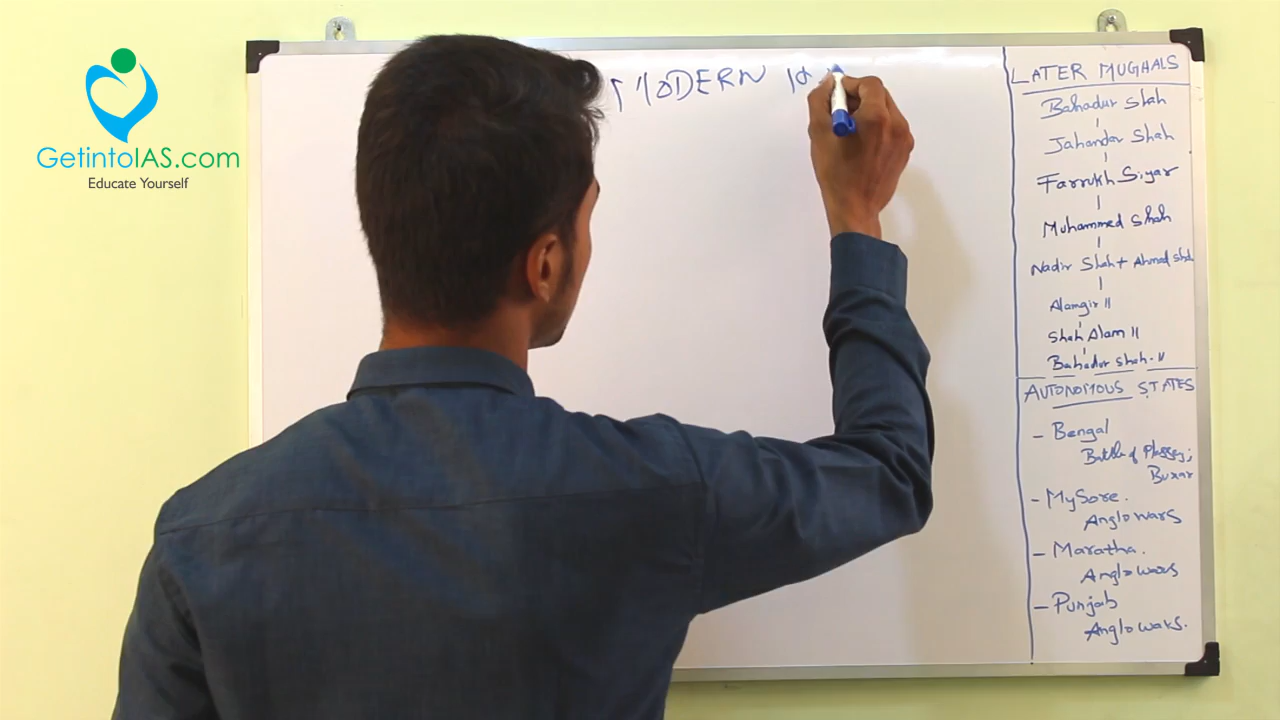 GetintoIAS.com
Educate Yourself
MODERN
LATER MUGHALS
Bahadur Shah
Jahandar Shah
Farrukh Siyar
Muhammed Shah
Nadir Shah + Ahmad Shah
Alamgir II
Shah Alam II
Bahadur Shah-II
AUTONOMOUS STATES
- Bengal
Battle of Plassey;
Buxar
- Mysore.
Anglo wars
- Maratha.
Anglo wars
- Punjab
Anglo wars.